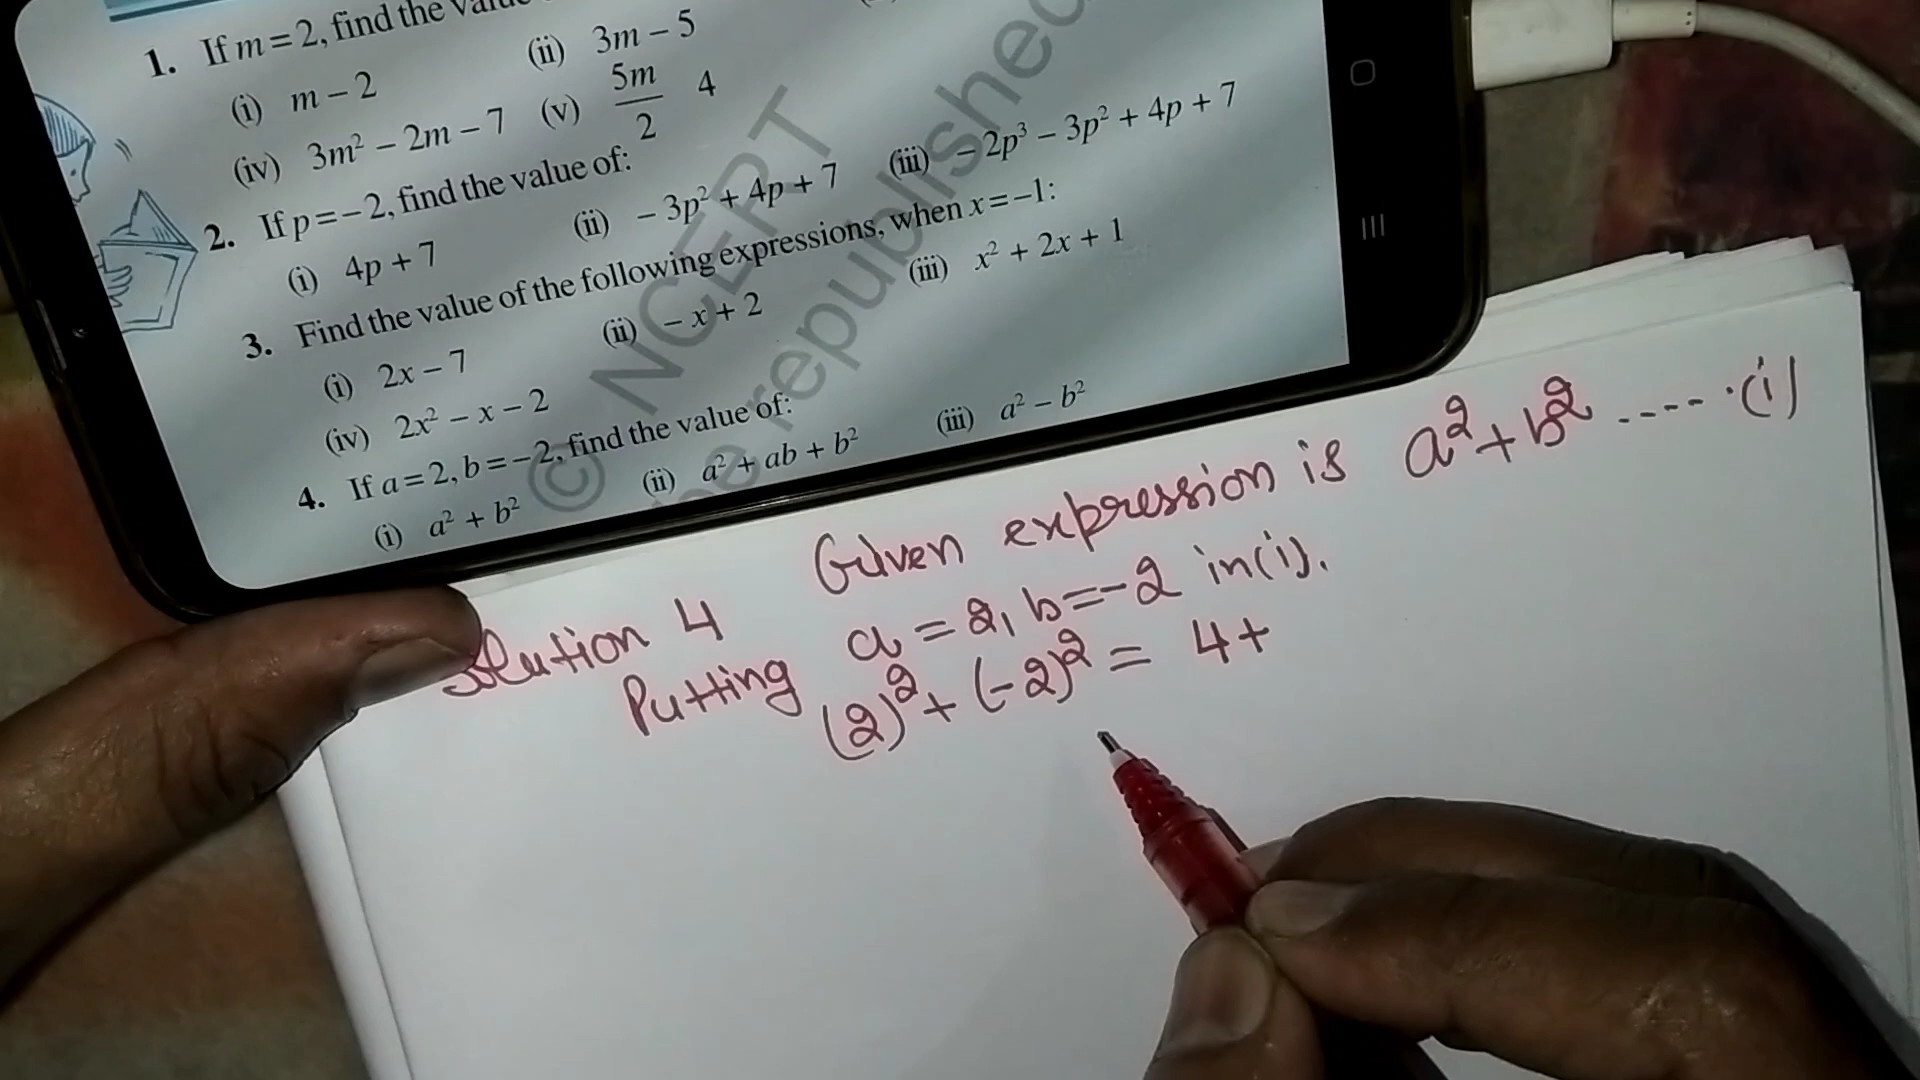 1. If m = 2, find the
(i) m – 2 (ii) 3m – 5
(iv) 3m² – 2m – 7 (v) 5m/2 4
2. If p = – 2, find the value of:
(i) 4p + 7 (ii) – 3p² + 4p + 7 (iii) – 2p³ – 3p² + 4p + 7
3. Find the value of the following expressions, when x = –1:
(i) 2x – 7 (ii) – x + 2 (iii) x² + 2x + 1
(iv) 2x² – x – 2
4. If a = 2, b = – 2, find the value of:
(i) a² + b² (ii) a² + ab + b² (iii) a² – b²
© NCERT
republished
Solution 4 Given expression is a² + b² ..... (i)
Putting a = 2, b = -2 in (i).
(2)² + (-2)² = 4 +